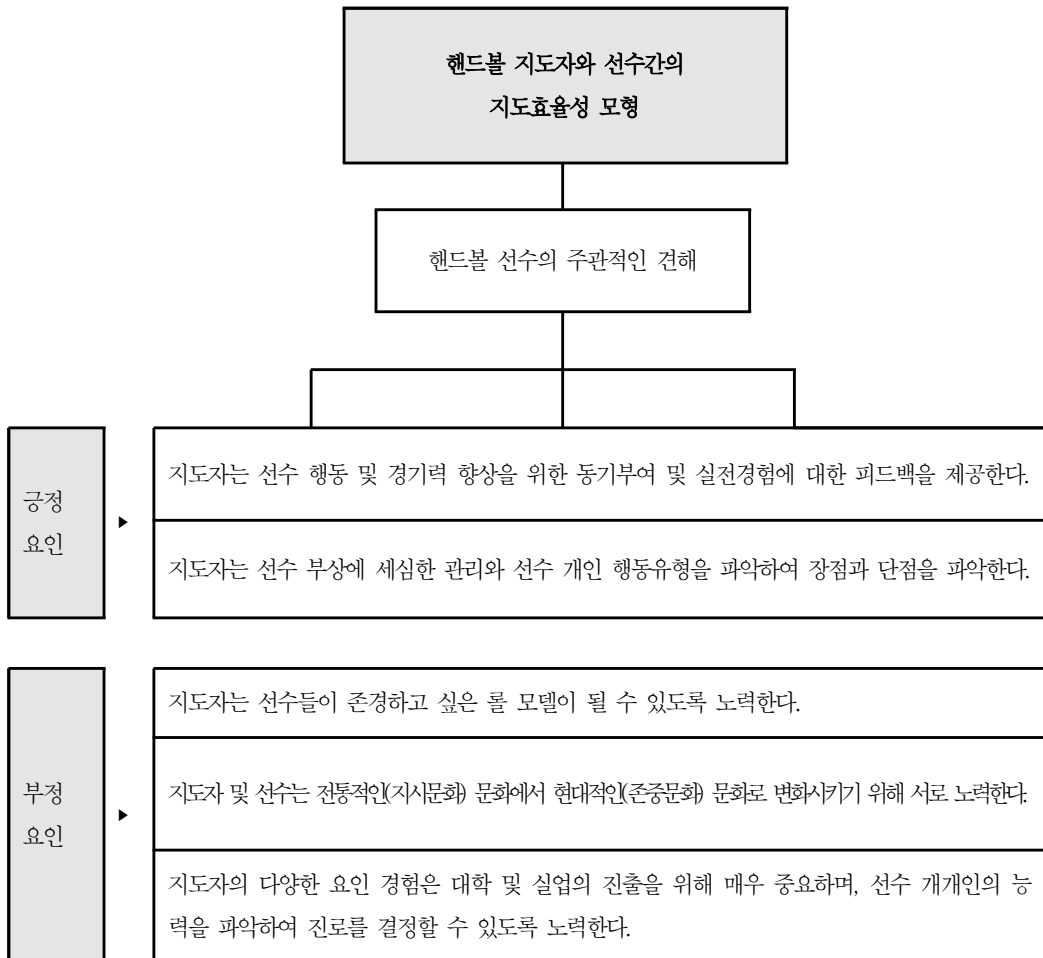 핸드볼 지도자와 선수간의
지도효율성 모형
핸드볼 선수의 주관적인 견해
긍정
요인
▶
지도자는 선수 행동 및 경기력 향상을 위한 동기부여 및 실전경험에 대한 피드백을 제공한다.
지도자는 선수 부상에 세심한 관리와 선수 개인 행동유형을 파악하여 장점과 단점을 파악한다.
부정
요인
▶
지도자는 선수들이 존경하고 싶은 롤 모델이 될 수 있도록 노력한다.
지도자 및 선수는 전통적인(지시문화) 문화에서 현대적인(존중문화) 문화로 변화시키기 위해 서로 노력한다.
지도자의 다양한 요인 경험은 대학 및 실업의 진출을 위해 매우 중요하며, 선수 개개인의 능
력을 파악하여 진로를 결정할 수 있도록 노력한다.